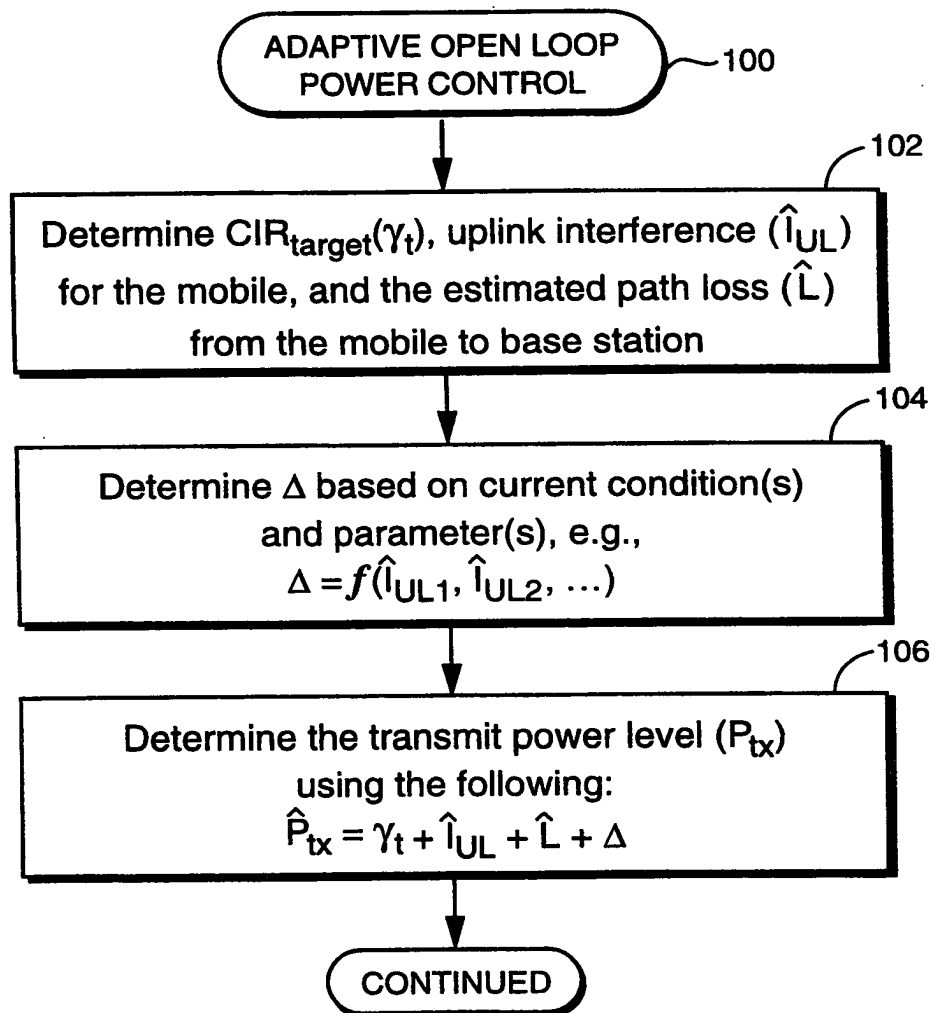 ADAPTIVE OPEN LOOP
POWER CONTROL
100
102
Determine CIR_target(γ_t), uplink interference (Î_UL)
for the mobile, and the estimated path loss (L̂)
from the mobile to base station
104
Determine Δ based on current condition(s)
and parameter(s), e.g.,
Δ = f(Î_UL1, Î_UL2, ...)
106
Determine the transmit power level (P_tx)
using the following:
P̂_tx = γ_t + Î_UL + L̂ + Δ
CONTINUED